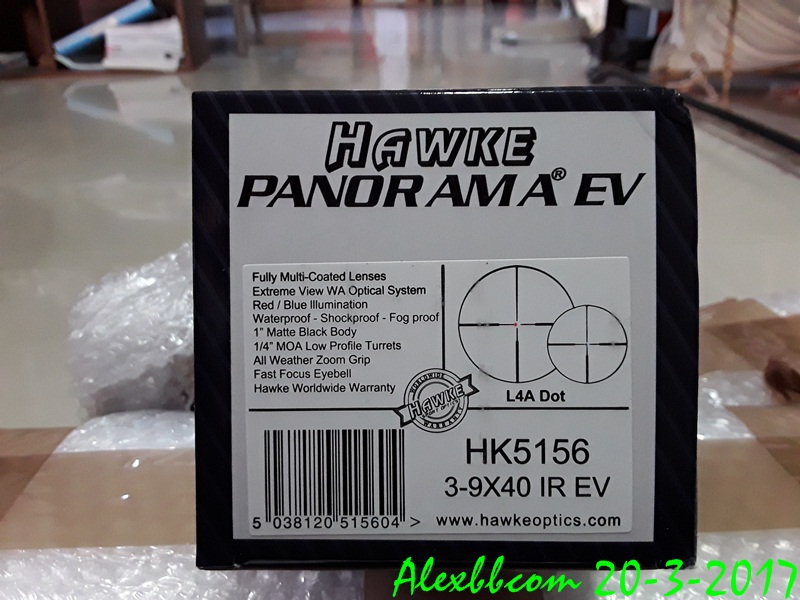 HAWKE
PANORAMA® EV
Fully Multi-Coated Lenses
Extreme View WA Optical System
Red / Blue Illumination
Waterproof - Shockproof - Fog proof
1" Matte Black Body
1/4" MOA Low Profile Turrets
All Weather Zoom Grip
Fast Focus Eyebell
Hawke Worldwide Warranty
WORLDWIDE
HAWKE
WARRANTY
L4A Dot
HK5156
3-9X40 IR EV
5 038120 515604 >
www.hawkeoptics.com
Alexbbcom 20-3-2017